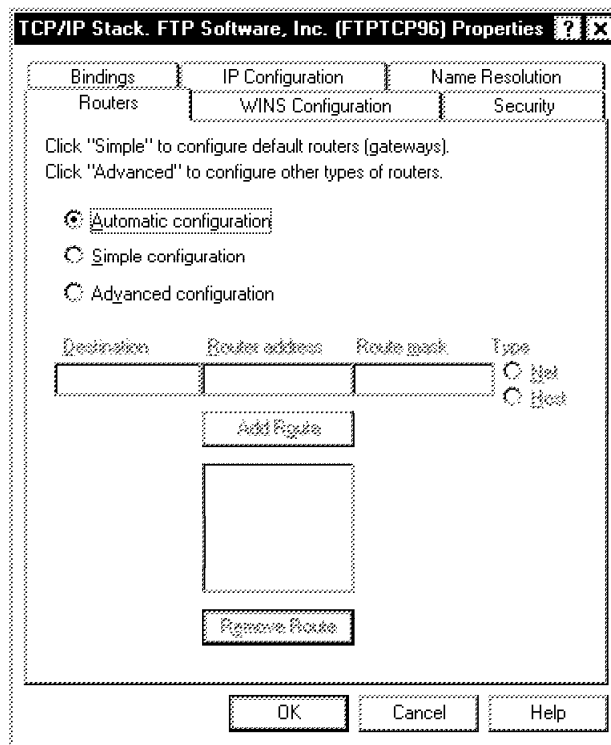 TCP/IP Stack. FTP Software, Inc. (FTPTCP96) Properties ? X
Bindings IP Configuration Name Resolution
Routers WINS Configuration Security
Click "Simple" to configure default routers (gateways).
Click "Advanced" to configure other types of routers.
Automatic configuration
Simple configuration
Advanced configuration
Destination Router address Route mask Type
Net
Host
Add Route
Remove Route
OK Cancel Help